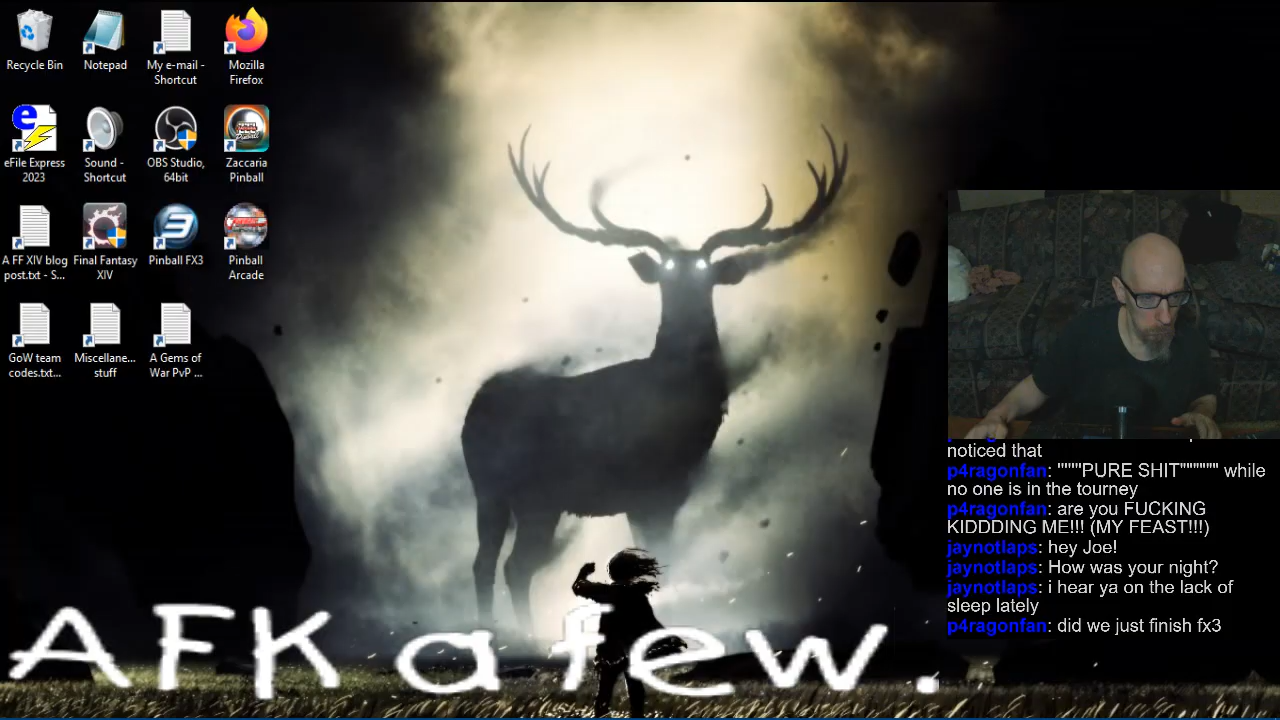 Recycle Bin
Notepad
My e-mail -
Shortcut
Mozilla
Firefox
eFile Express
2023
Sound -
Shortcut
OBS Studio,
64bit
Zaccaria
Pinball
A FF XIV blog
post.txt - S...
Final Fantasy
XIV
Pinball FX3
Pinball
Arcade
GoW team
codes.txt...
Miscellane...
stuff
A Gems of
War PvP ...
noticed that
p4ragonfan: """"PURE SHIT"""""" while
no one is in the tourney
p4ragonfan: are you FUCKING
KIDDDING ME!!! (MY FEAST!!!)
jaynotlaps: hey Joe!
jaynotlaps: How was your night?
jaynotlaps: i hear ya on the lack of
sleep lately
p4ragonfan: did we just finish fx3
AFK a few.